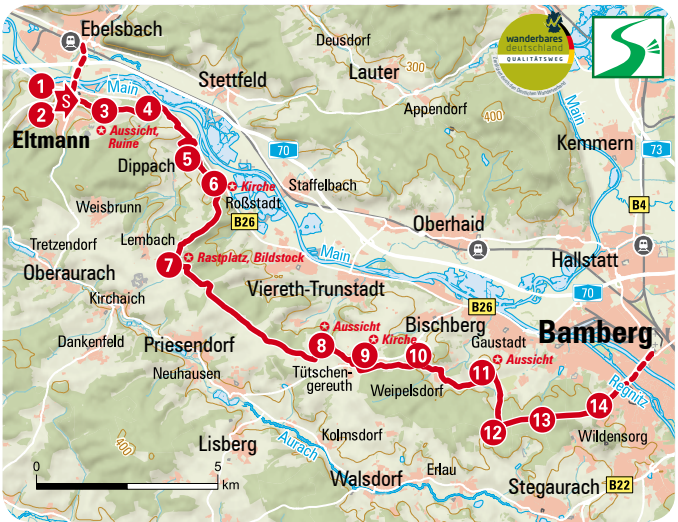 Ebelsbach
Deusdorf
wanderbares
deutschland
QUALITÄTSWEG
Main
Stettfeld
Lauter
300
Main
1
2
S
3
4
Aussicht,
Ruine
Appendorf
400
Eltmann
70
Kemmern
73
5
Dippach
6
Kirche
Staffelbach
Weisbrunn
Roßstadt
B26
B4
Oberhaid
Tretzendorf
Lembach
7
Rastplatz, Bildstock
Main
Hallstatt
Oberaurach
Kirchaich
Viereth-Trunstadt
70
B26
Dankenfeld
Priesendorf
Aussicht
Kirche
Bischberg
Gaustadt
Bamberg
8
9
10
11
Aussicht
Neuhausen
Tütschen-
gereuth
Weipelsdorf
Regnitz
12
13
14
Wildensorg
400
Lisberg
Aurach
Kolmsdorf
0
5
km
Walsdorf
Erlau
Stegaurach
B22